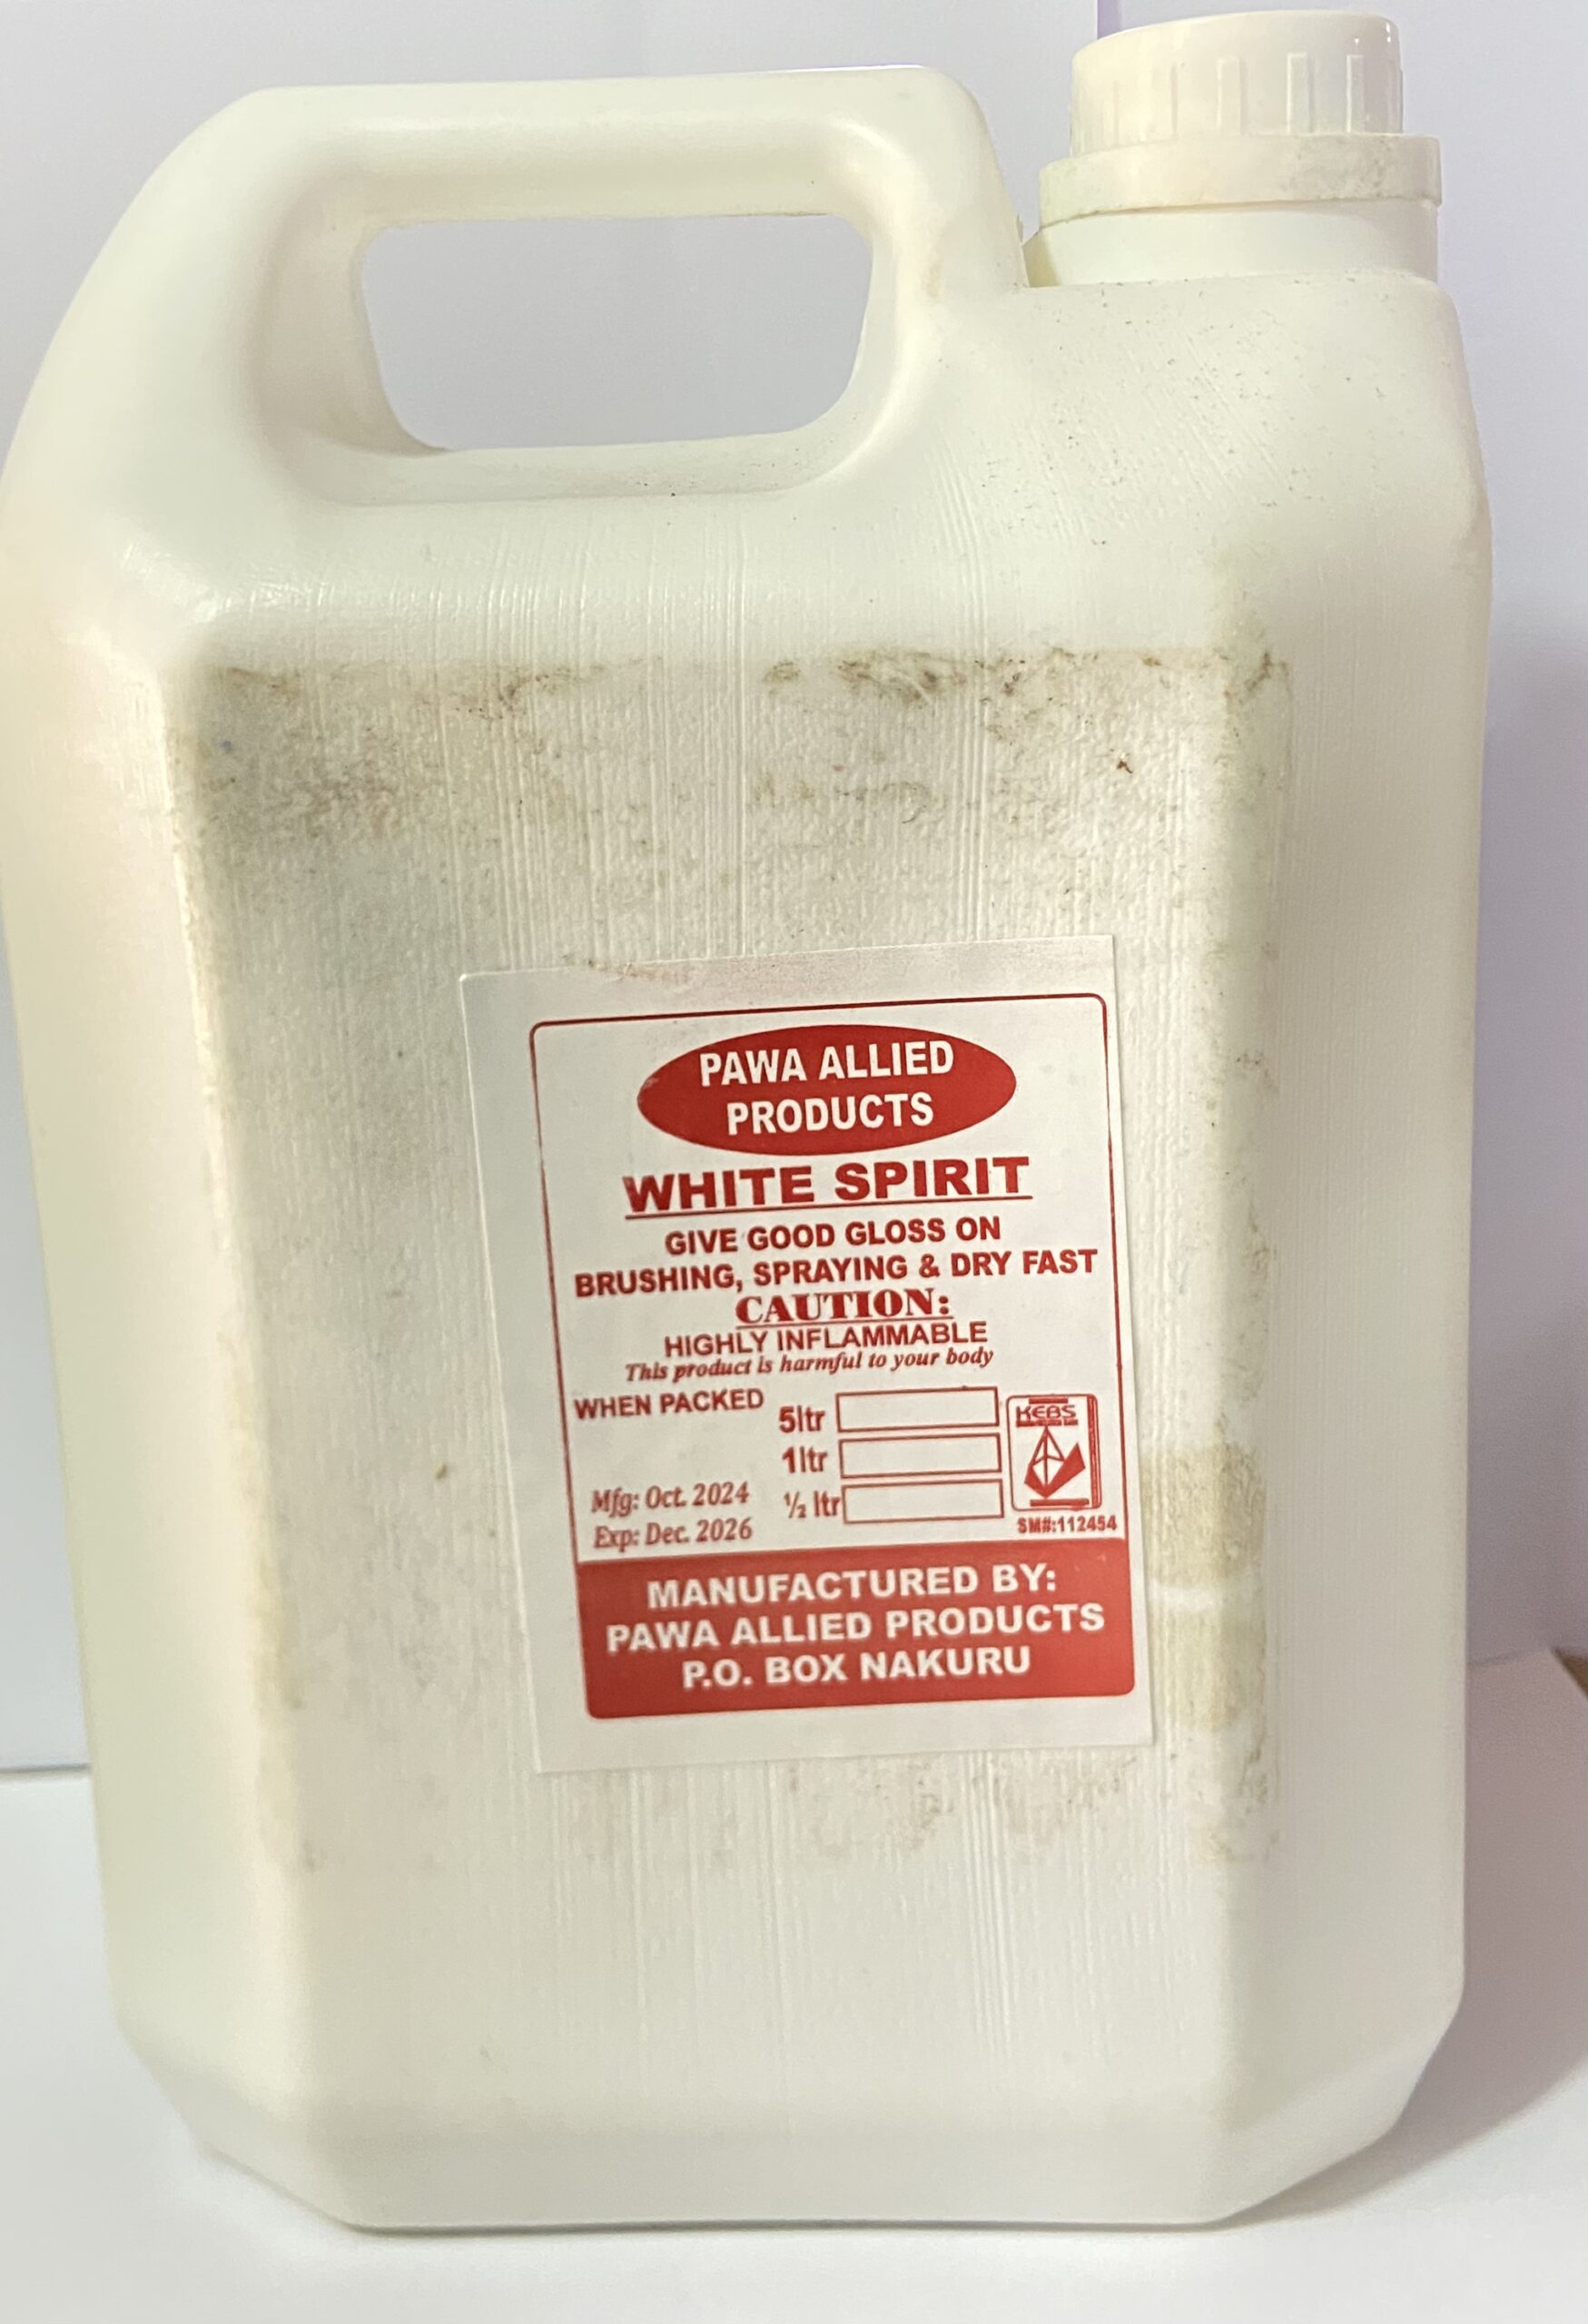 PAWA ALLIED
PRODUCTS
WHITE SPIRIT
GIVE GOOD GLOSS ON
BRUSHING, SPRAYING & DRY FAST
CAUTION:
HIGHLY INFLAMMABLE
This product is harmful to your body
WHEN PACKED
5ltr
1ltr
½ ltr
KEBS
SM#:112454
Mfg: Oct. 2024
Exp: Dec. 2026
MANUFACTURED BY:
PAWA ALLIED PRODUCTS
P.O. BOX NAKURU